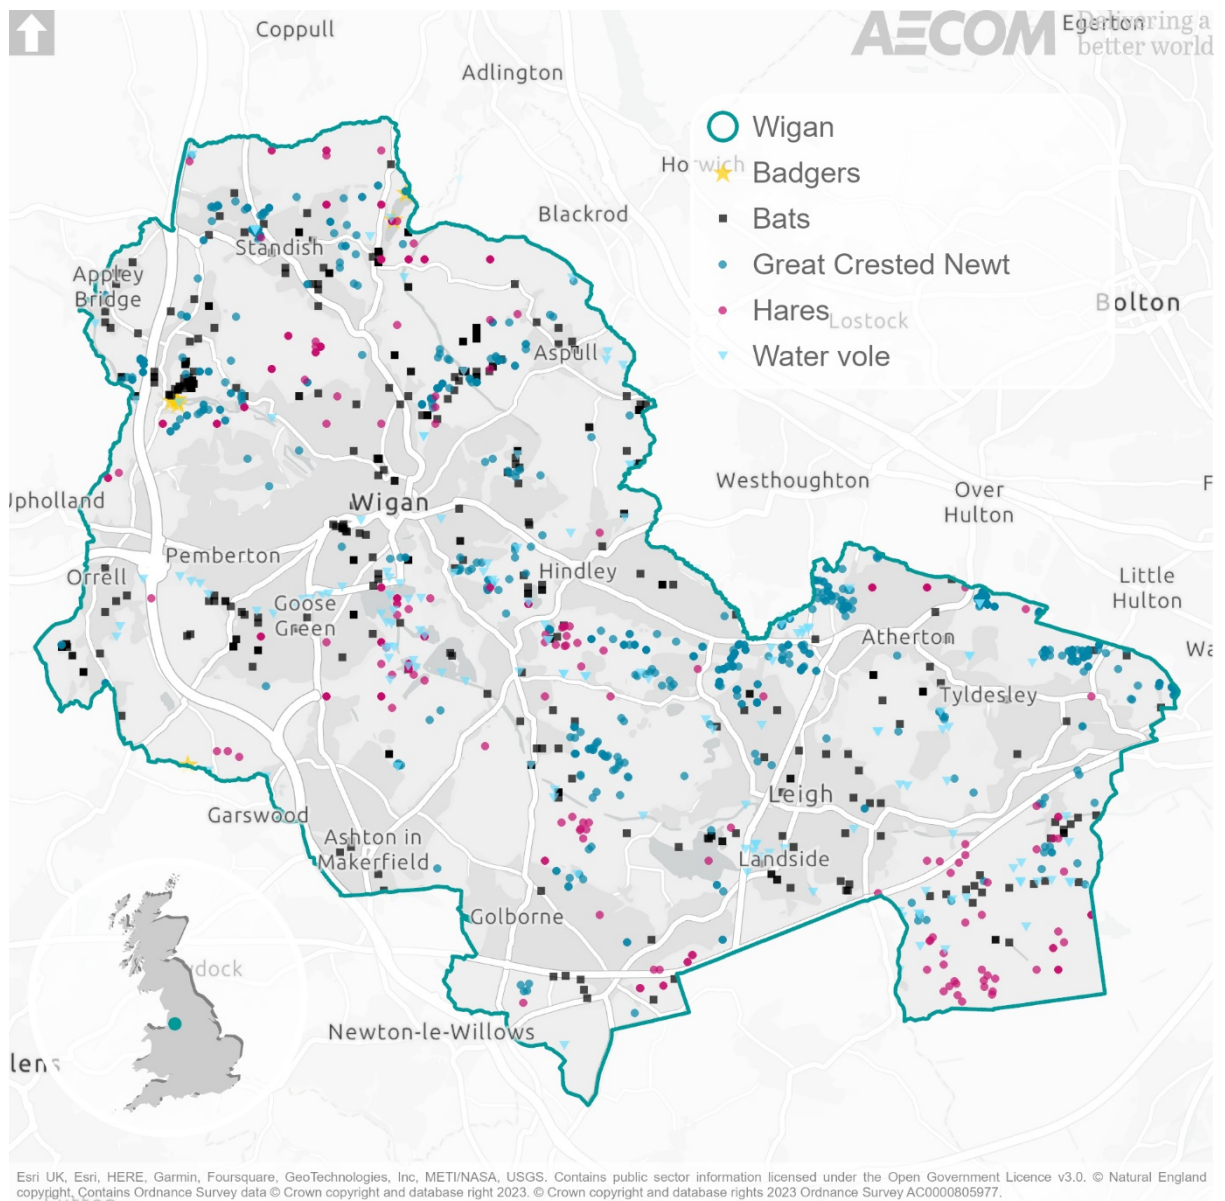 Coppull
Egerton
AECOM
Delivering a
better world
Adlington
Wigan
Horwich
Badgers
Blackrod
Bats
Standish
Great Crested Newt
Appley
Bridge
Bolton
Hares
Lostock
Aspull
Water vole
Westhoughton
Over
Hulton
Wigan
Upholland
Pemberton
Orrell
Hindley
Little
Hulton
Goose
Green
Atherton
Tyldesley
Leigh
Garswood
Ashton in
Makerfield
Landside
Golborne
dock
Newton-le-Willows
lens
Esri UK, Esri, HERE, Garmin, Foursquare, GeoTechnologies, Inc, METI/NASA, USGS. Contains public sector information licensed under the Open Government Licence v3.0. © Natural England
copyright. Contains Ordnance Survey data © Crown copyright and database right 2023. © Crown copyright and database rights 2023 Ordnance Survey AC0000805977.